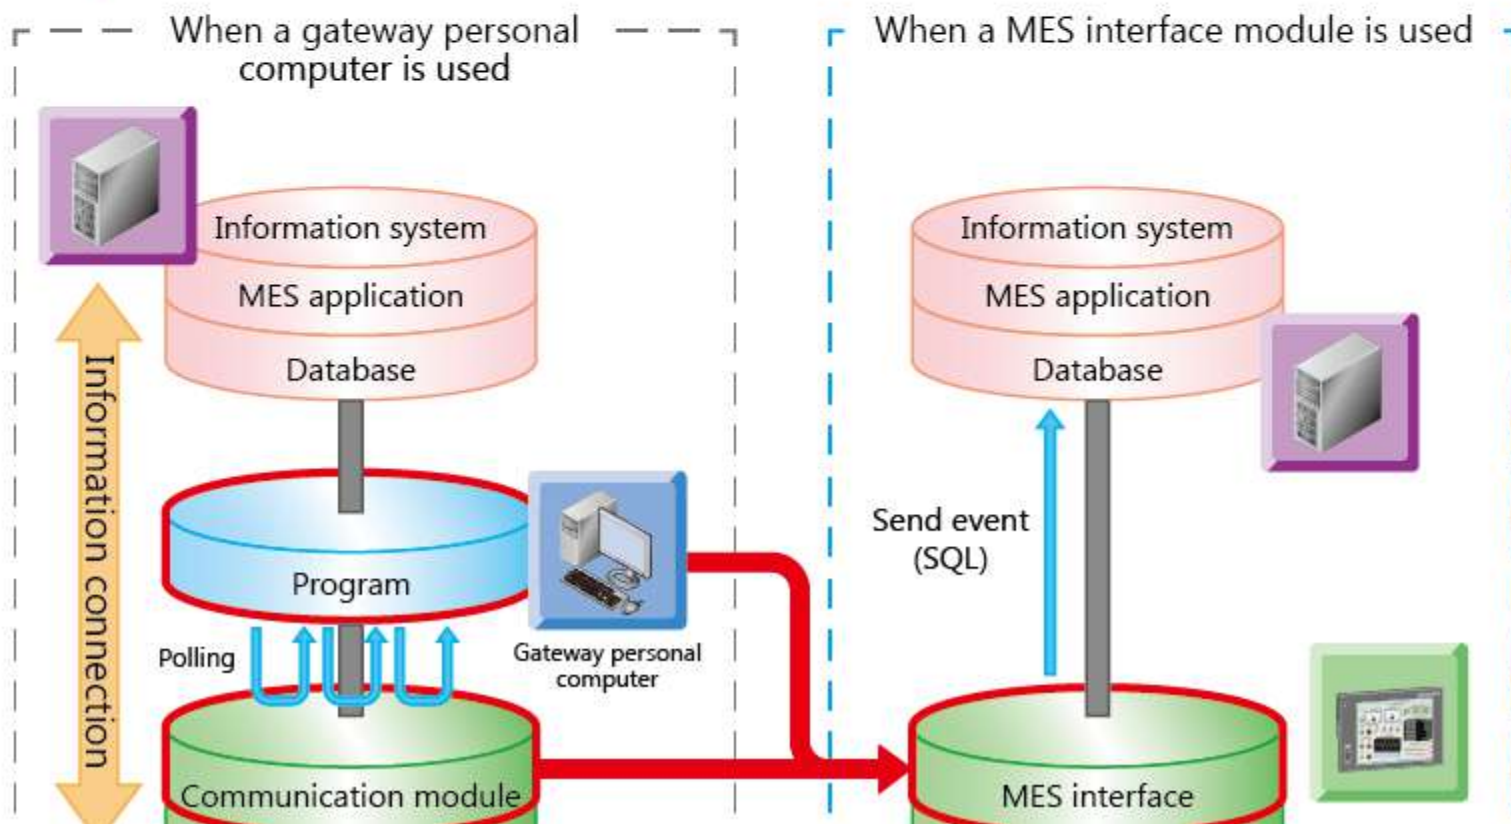 When a gateway personal
computer is used
Information system
MES application
Database
Information connection
Program
Polling
Gateway personal
computer
Communication module
When a MES interface module is used
Information system
MES application
Database
Send event
(SQL)
MES interface